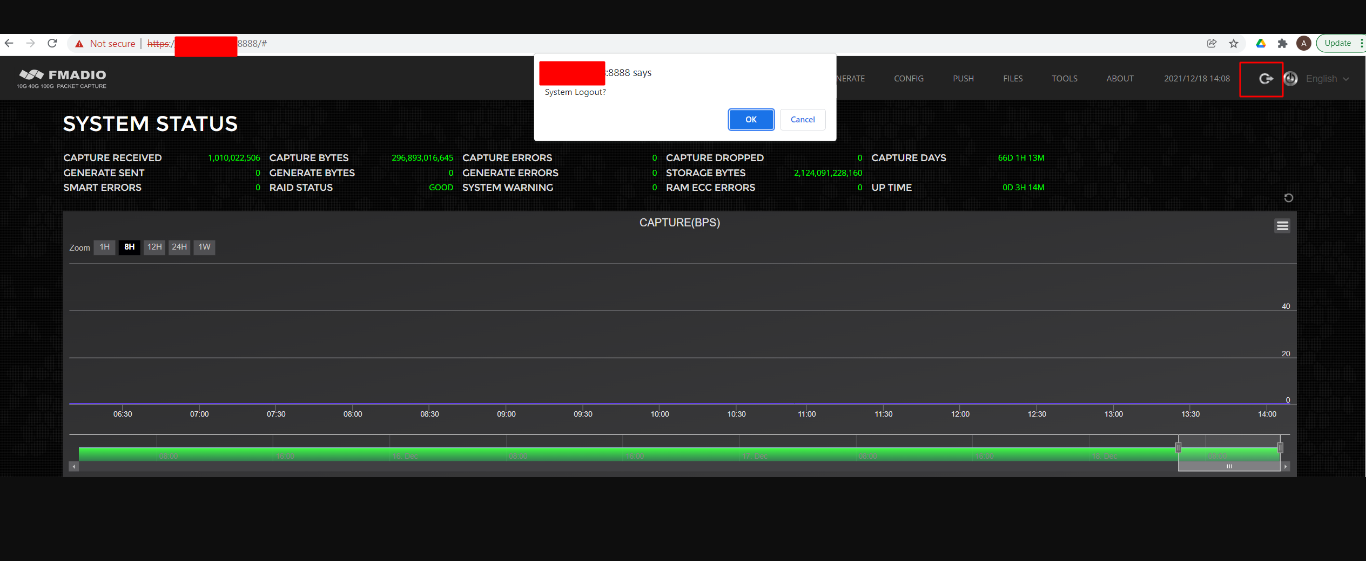 Not secure | https:/ 8888/#
A
Update
:8888 says
System Logout?
OK
Cancel
FMADIO
10G 40G 100G PACKET CAPTURE
NERATE
CONFIG
PUSH
FILES
TOOLS
ABOUT
2021/12/18 14:08
English
SYSTEM STATUS
CAPTURE RECEIVED 1,010,022,506 CAPTURE BYTES 296,893,016,645 CAPTURE ERRORS 0 CAPTURE DROPPED 0 CAPTURE DAYS 66D 1H 13M
GENERATE SENT 0 GENERATE BYTES 0 GENERATE ERRORS 0 STORAGE BYTES 2,124,091,228,160
SMART ERRORS 0 RAID STATUS GOOD SYSTEM WARNING 0 RAM ECC ERRORS 0 UP TIME 0D 3H 14M
CAPTURE(BPS)
Zoom 1H 8H 12H 24H 1W
40
20
0
06:30 07:00 07:30 08:00 08:30 09:00 09:30 10:00 10:30 11:00 11:30 12:00 12:30 13:00 13:30 14:00